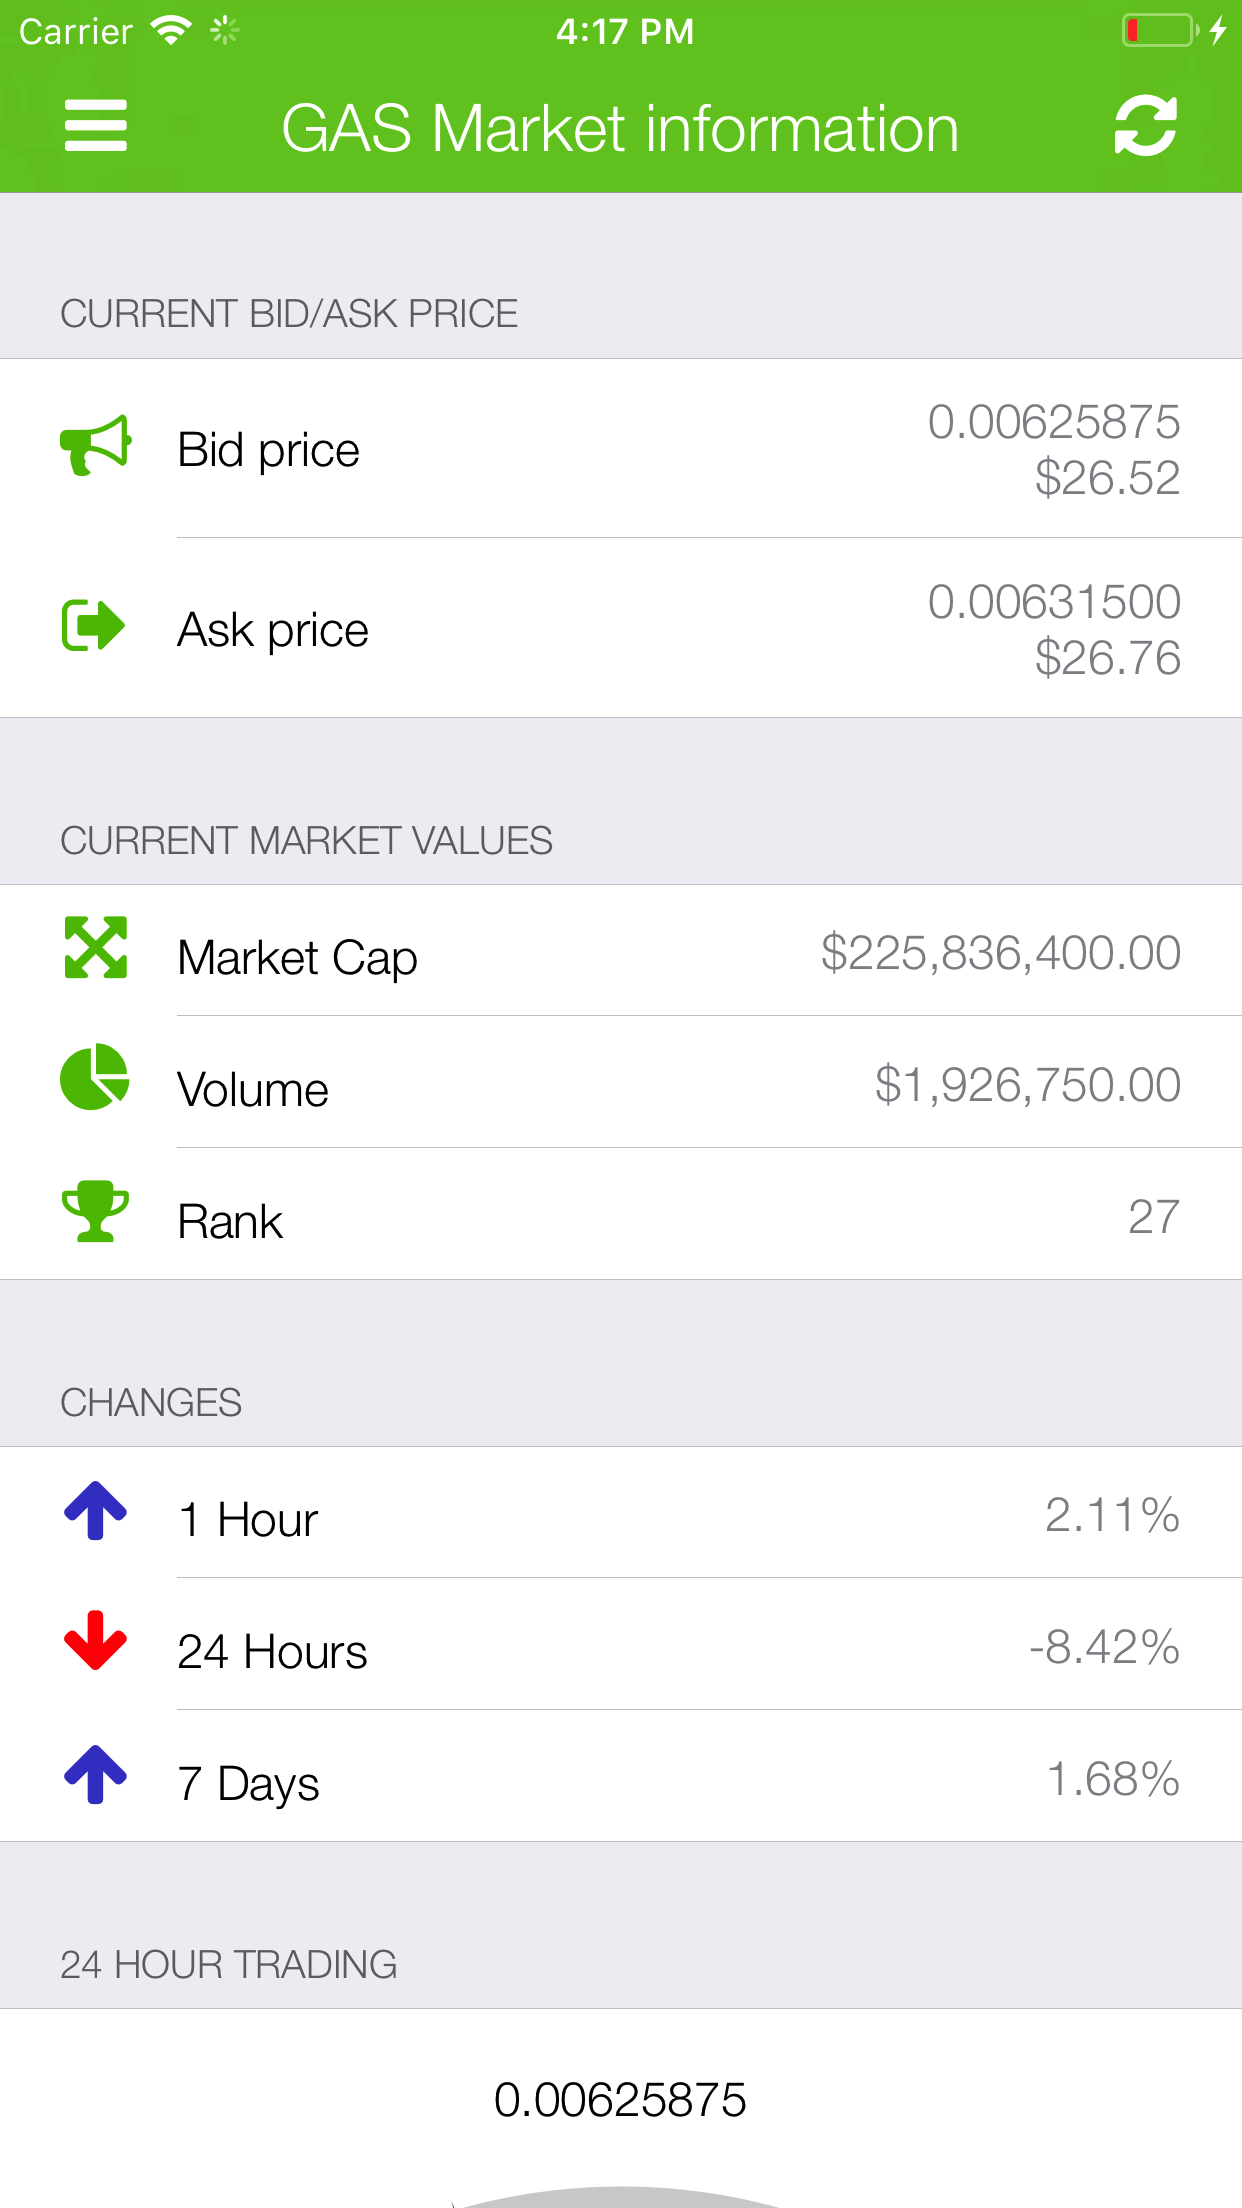 Carrier 4:17 PM
GAS Market information
CURRENT BID/ASK PRICE
Bid price 0.00625875
$26.52
Ask price 0.00631500
$26.76
CURRENT MARKET VALUES
Market Cap $225,836,400.00
Volume $1,926,750.00
Rank 27
CHANGES
1 Hour 2.11%
24 Hours -8.42%
7 Days 1.68%
24 HOUR TRADING
0.00625875